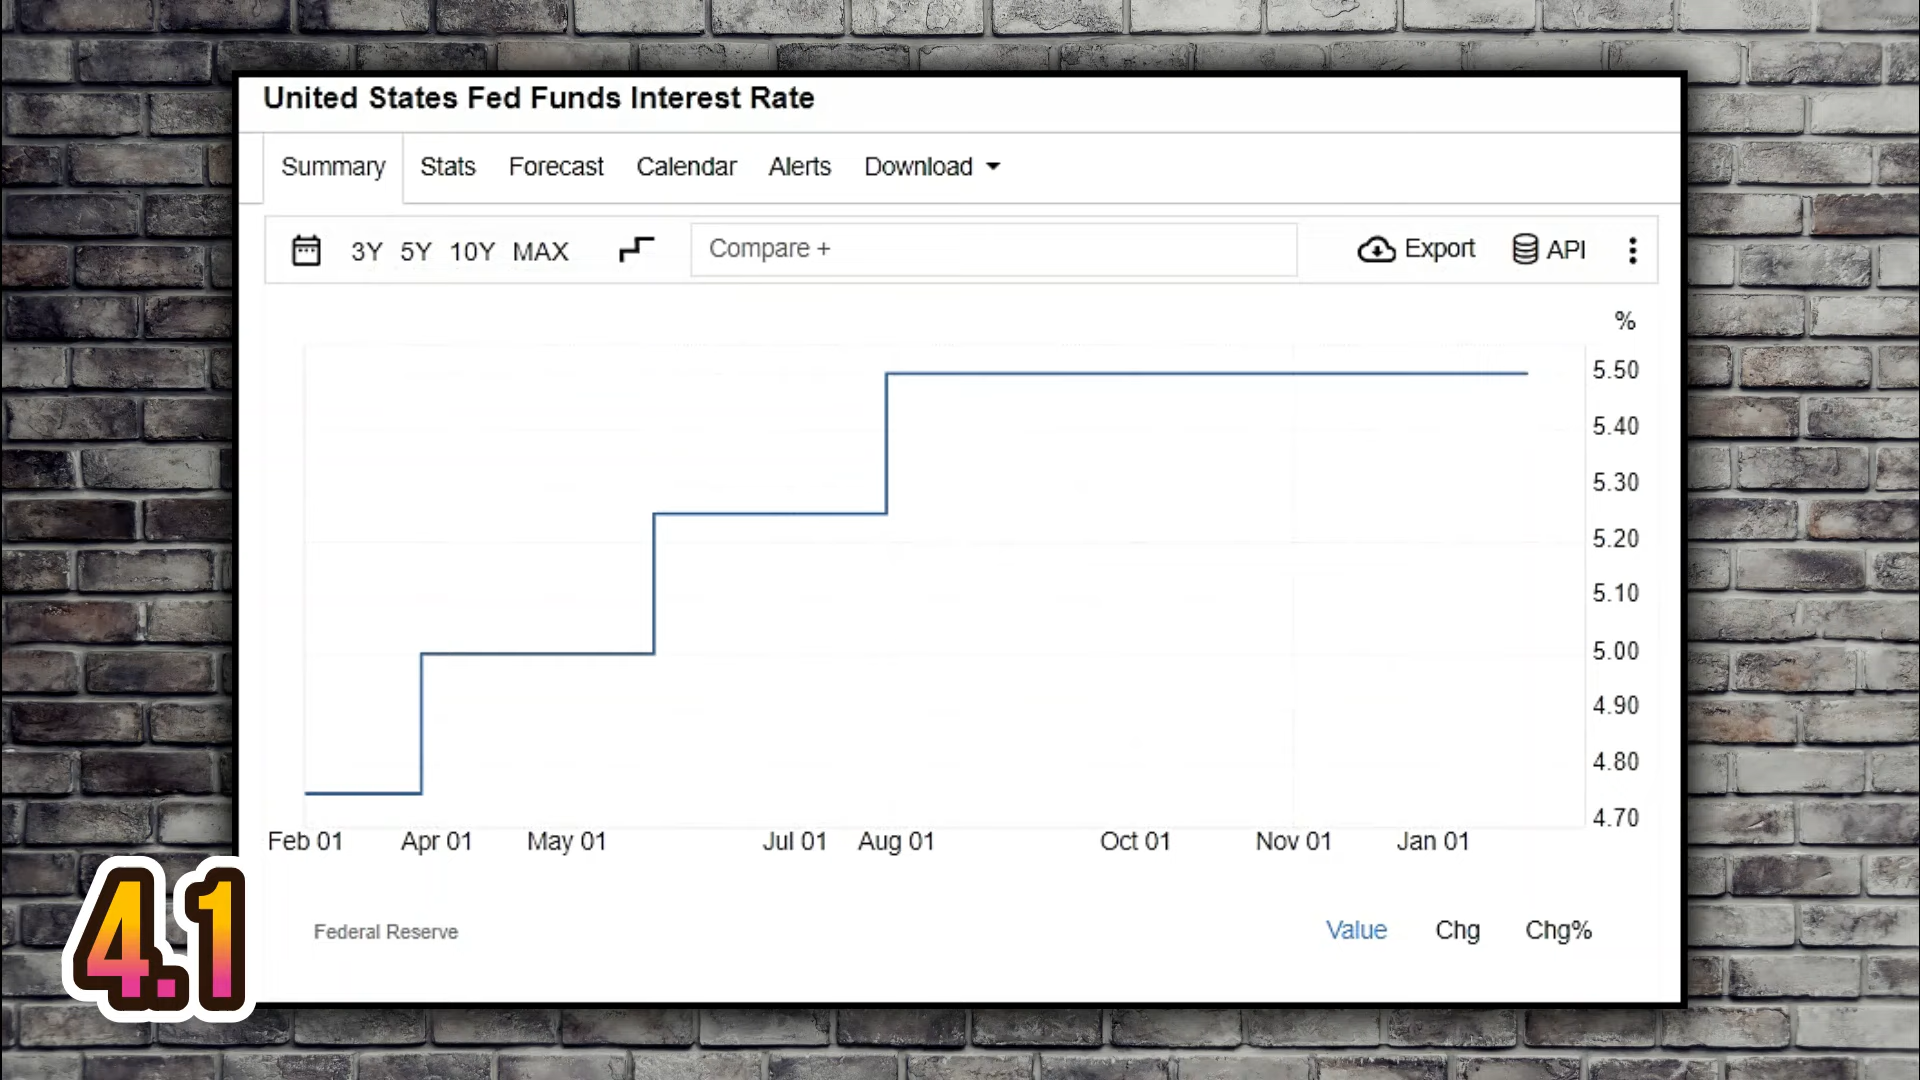 United States Fed Funds Interest Rate
Summary Stats Forecast Calendar Alerts Download
3Y 5Y 10Y MAX Compare + Export API
%
5.50
5.40
5.30
5.20
5.10
5.00
4.90
4.80
4.70
Feb 01 Apr 01 May 01 Jul 01 Aug 01 Oct 01 Nov 01 Jan 01
Federal Reserve Value Chg Chg%
4.1